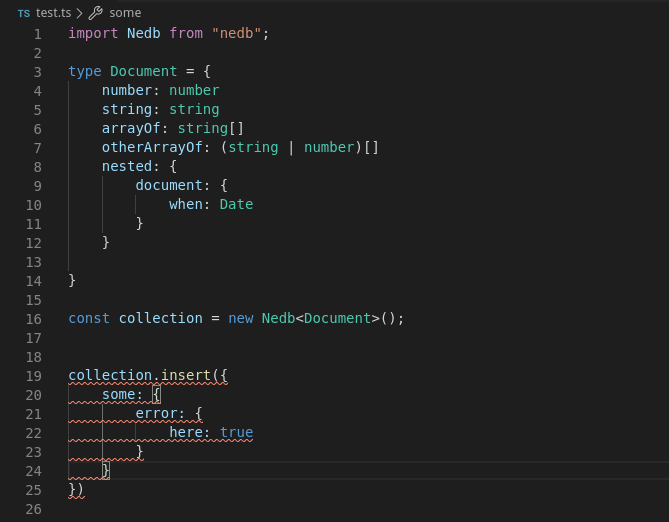 TS test.ts > some
1 import Nedb from "nedb";
2
3 type Document = {
4     number: number
5     string: string
6     arrayOf: string[]
7     otherArrayOf: (string | number)[]
8     nested: {
9         document: {
10             when: Date
11         }
12     }
13
14 }
15
16 const collection = new Nedb<Document>();
17
18
19 collection.insert({
20     some: {
21         error: {
22             here: true
23         }
24     }
25 })
26